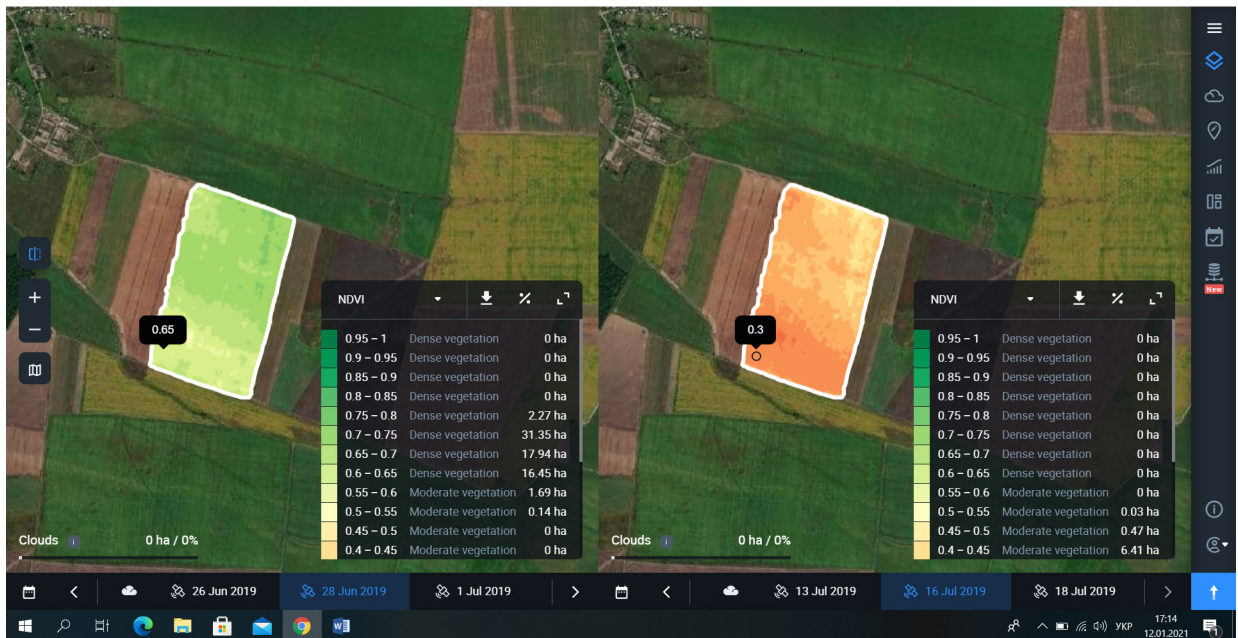 0.65
NDVI
0.95 – 1 Dense vegetation 0 ha
0.9 – 0.95 Dense vegetation 0 ha
0.85 – 0.9 Dense vegetation 0 ha
0.8 – 0.85 Dense vegetation 0 ha
0.75 – 0.8 Dense vegetation 2.27 ha
0.7 – 0.75 Dense vegetation 31.35 ha
0.65 – 0.7 Dense vegetation 17.94 ha
0.6 – 0.65 Dense vegetation 16.45 ha
0.55 – 0.6 Moderate vegetation 1.69 ha
0.5 – 0.55 Moderate vegetation 0.14 ha
0.45 – 0.5 Moderate vegetation 0 ha
0.4 – 0.45 Moderate vegetation 0 ha
Clouds i 0 ha / 0%
26 Jun 2019 28 Jun 2019 1 Jul 2019
0.3
NDVI
0.95 – 1 Dense vegetation 0 ha
0.9 – 0.95 Dense vegetation 0 ha
0.85 – 0.9 Dense vegetation 0 ha
0.8 – 0.85 Dense vegetation 0 ha
0.75 – 0.8 Dense vegetation 0 ha
0.7 – 0.75 Dense vegetation 0 ha
0.65 – 0.7 Dense vegetation 0 ha
0.6 – 0.65 Dense vegetation 0 ha
0.55 – 0.6 Moderate vegetation 0 ha
0.5 – 0.55 Moderate vegetation 0.03 ha
0.45 – 0.5 Moderate vegetation 0.47 ha
0.4 – 0.45 Moderate vegetation 6.41 ha
Clouds i 0 ha / 0%
13 Jul 2019 16 Jul 2019 18 Jul 2019
New
УКР
17:14
12.01.2021